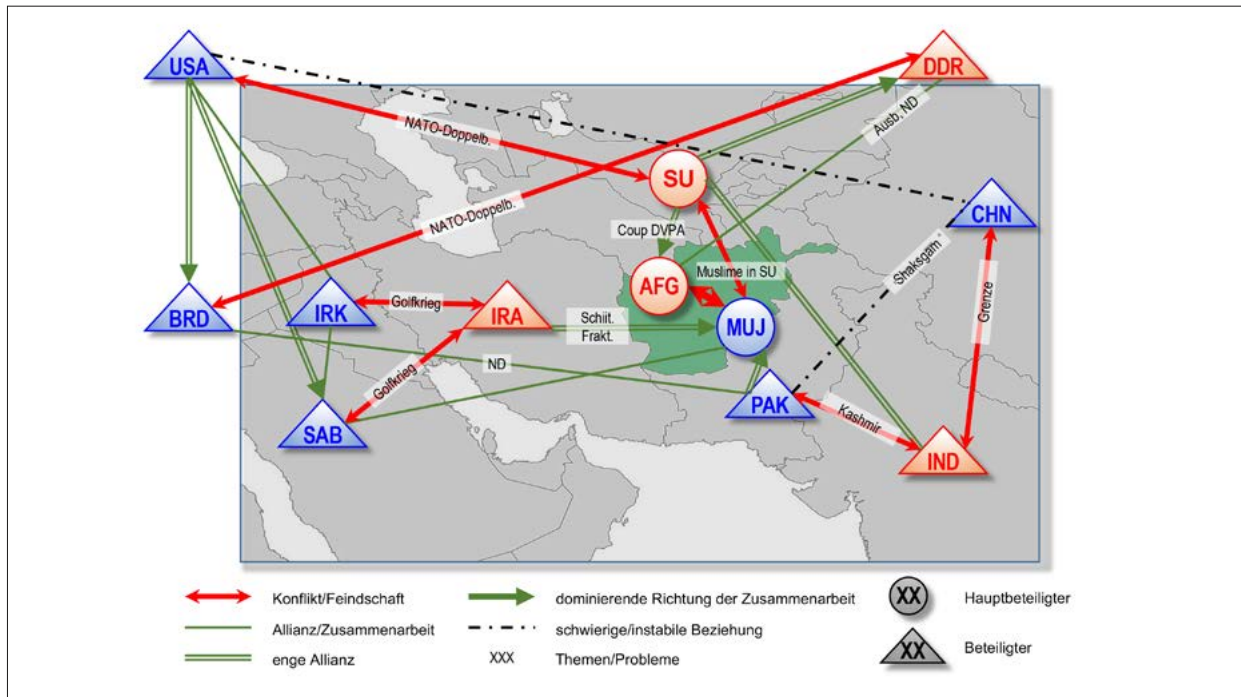 USA
DDR
NATO-Doppelb.
Ausb, ND
SU
CHN
NATO-Doppelb.
Coup DVPA
Shaksgam
Muslime in SU
AFG
Grenze
BRD
IRK
Golfkrieg
IRA
Schiit.
Frakt.
MUJ
ND
Golfkrieg
PAK
Kashmir
SAB
IND
Konflikt/Feindschaft
dominierende Richtung der Zusammenarbeit
XX
Hauptbeteiligter
Allianz/Zusammenarbeit
schwierige/instabile Beziehung
XX
Beteiligter
enge Allianz
XXX
Themen/Probleme